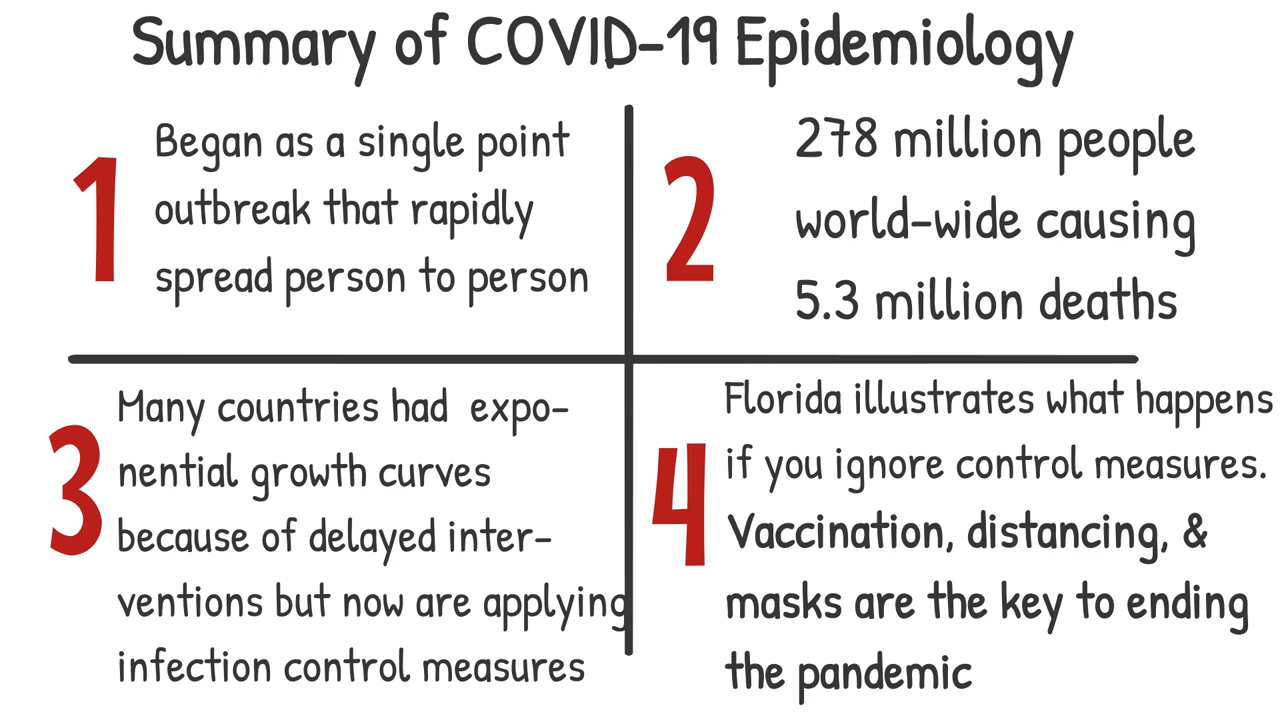 Summary of COVID-19 Epidemiology
1
Began as a single point
outbreak that rapidly
spread person to person
2
278 million people
world-wide causing
5.3 million deaths
3
Many countries had expo-
nential growth curves
because of delayed inter-
ventions but now are applying
infection control measures
4
Florida illustrates what happens
if you ignore control measures.
Vaccination, distancing, &
masks are the key to ending
the pandemic